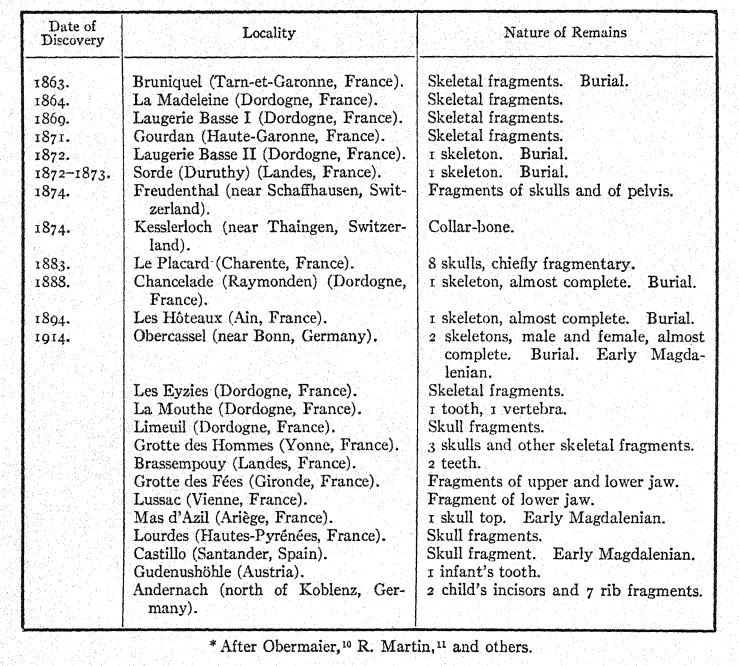 Date of Discovery | Locality | Nature of Remains
1863. | Bruniquel (Tarn-et-Garonne, France). | Skeletal fragments. Burial.
1864. | La Madeleine (Dordogne, France). | Skeletal fragments.
1869. | Laugerie Basse I (Dordogne, France). | Skeletal fragments.
1871. | Gourdan (Haute-Garonne, France). | Skeletal fragments.
1872. | Laugerie Basse II (Dordogne, France). | 1 skeleton. Burial.
1872–1873. | Sorde (Duruthy) (Landes, France). | 1 skeleton. Burial.
1874. | Freudenthal (near Schaffhausen, Swit- | Fragments of skulls and of pelvis.
zerland).
1874. | Kesslerloch (near Thaingen, Switzer- | Collar-bone.
land).
1883. | Le Placard (Charente, France). | 8 skulls, chiefly fragmentary.
1888. | Chancelade (Raymonden) (Dordogne, | 1 skeleton, almost complete. Burial.
France).
1894. | Les Hôteaux (Ain, France). | 1 skeleton, almost complete. Burial.
1914. | Obercassel (near Bonn, Germany). | 2 skeletons, male and female, almost
complete. Burial. Early Magda-
lenian.
Les Eyzies (Dordogne, France). | Skeletal fragments.
La Mouthe (Dordogne, France). | 1 tooth, 1 vertebra.
Limeuil (Dordogne, France). | Skull fragments.
Grotte des Hommes (Yonne, France). | 3 skulls and other skeletal fragments.
Brassempouy (Landes, France). | 2 teeth.
Grotte des Fées (Gironde, France). | Fragments of upper and lower jaw.
Lussac (Vienne, France). | Fragment of lower jaw.
Mas d'Azil (Ariège, France). | 1 skull top. Early Magdalenian.
Lourdes (Hautes-Pyrénées, France). | Skull fragments.
Castillo (Santander, Spain). | Skull fragment. Early Magdalenian.
Gudenushöhle (Austria). | 1 infant's tooth.
Andernach (north of Koblenz, Ger- | 2 child's incisors and 7 rib fragments.
many).
* After Obermaier,¹⁰ R. Martin,¹¹ and others.